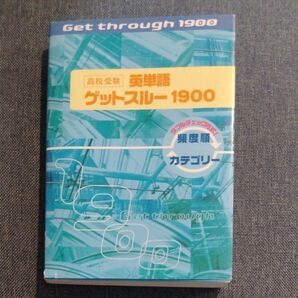 Get through 1900
高校受験 英単語
ゲットスルー1900
頻度順
カテゴリー
1900
Get through